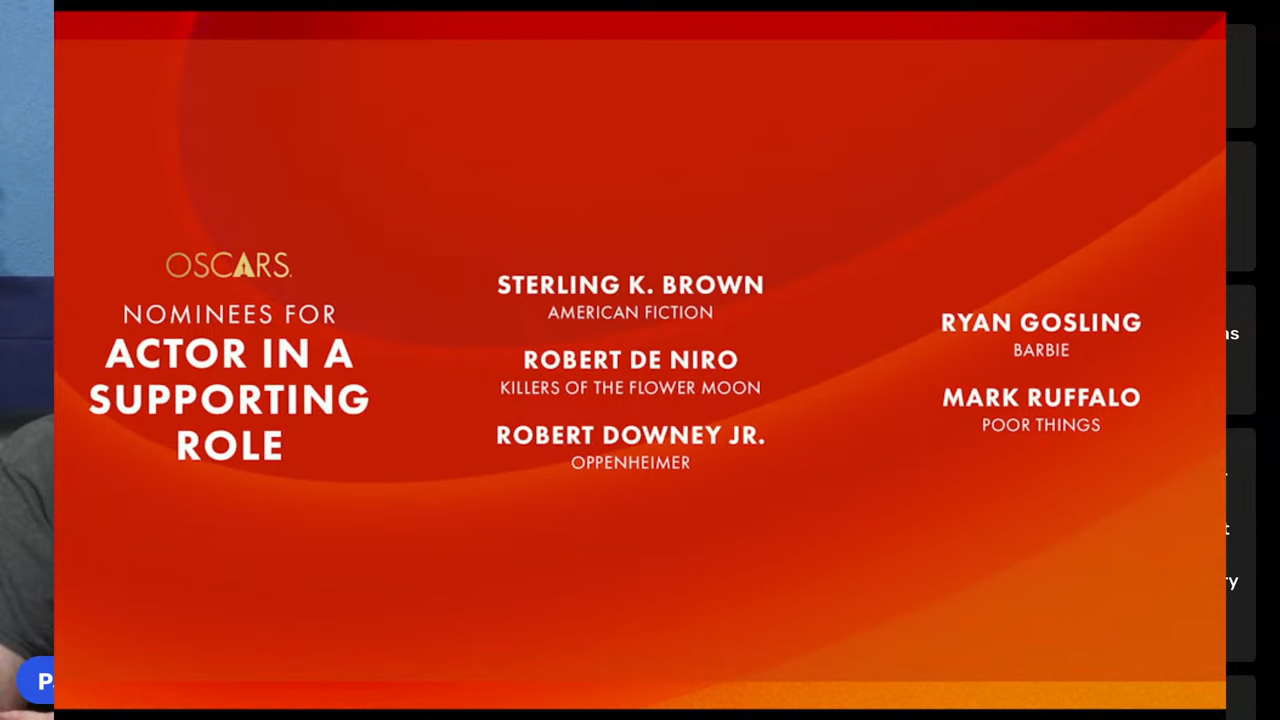 OSCARS.
NOMINEES FOR
ACTOR IN A
SUPPORTING
ROLE
STERLING K. BROWN
AMERICAN FICTION
ROBERT DE NIRO
KILLERS OF THE FLOWER MOON
ROBERT DOWNEY JR.
OPPENHEIMER
RYAN GOSLING
BARBIE
MARK RUFFALO
POOR THINGS